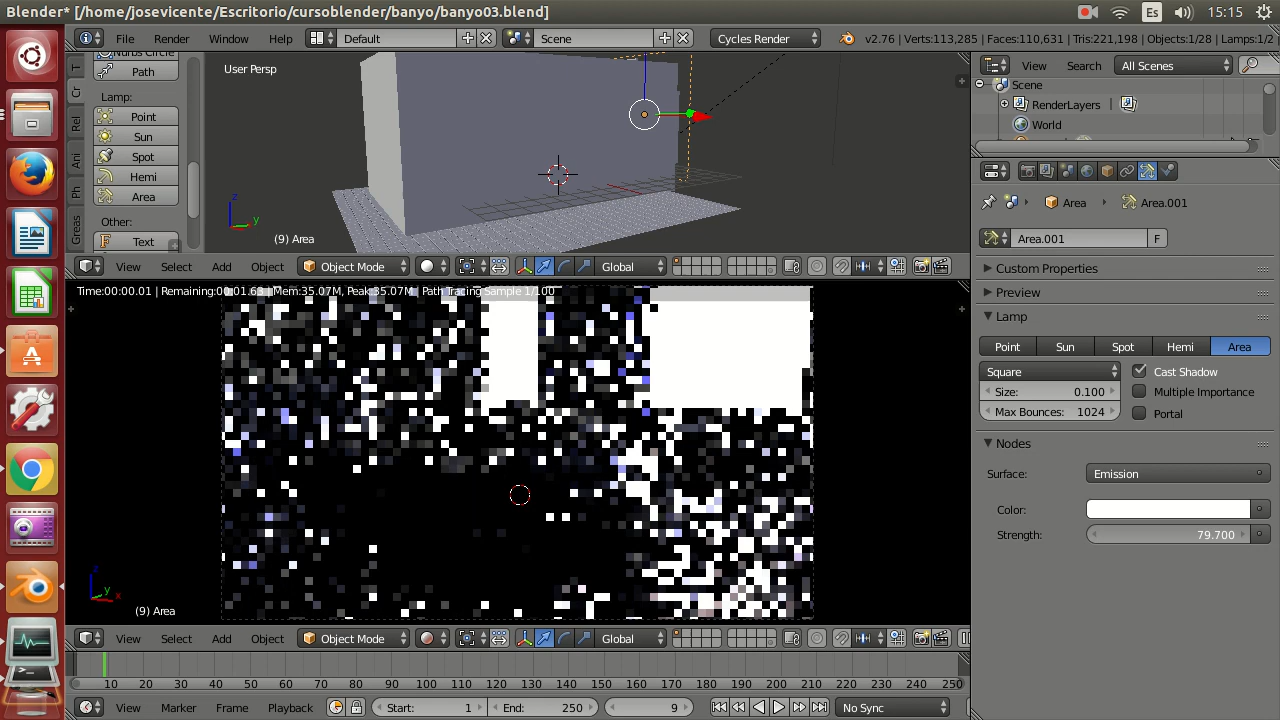 Blender* [/home/josevicente/Escritorio/cursoblender/banyo/banyo03.blend]
Es
15:15
File
Render
Window
Help
Default
Scene
Cycles Render
v2.76 | Verts:113,285 | Faces:110,631 | Tris:221,198 | Objects:1/28 | Lamps:1/2
Path
Lamp:
Point
Sun
Spot
Hemi
Area
Other:
Text
T
Cr
Rel
Ani
Ph
Greas
User Persp
z
y
(9) Area
View
Select
Add
Object
Object Mode
Global
Time:00:00.01 | Remaining:00:01.63 | Mem:35.07M, Peak:35.07M | Path Tracing Sample 1/100
y
x
(9) Area
View
Select
Add
Object
Object Mode
Global
10 20 30 40 50 60 70 80 90 100 110 120 130 140 150 160 170 180 190 200 210 220 230 240 250
View
Marker
Frame
Playback
Start: 1
End: 250
9
No Sync
View
Search
All Scenes
Scene
RenderLayers
World
Area
Area.001
Area.001
F
Custom Properties
Preview
Lamp
Point
Sun
Spot
Hemi
Area
Square
Cast Shadow
Size: 0.100
Multiple Importance
Max Bounces: 1024
Portal
Nodes
Surface:
Emission
Color:
Strength:
79.700